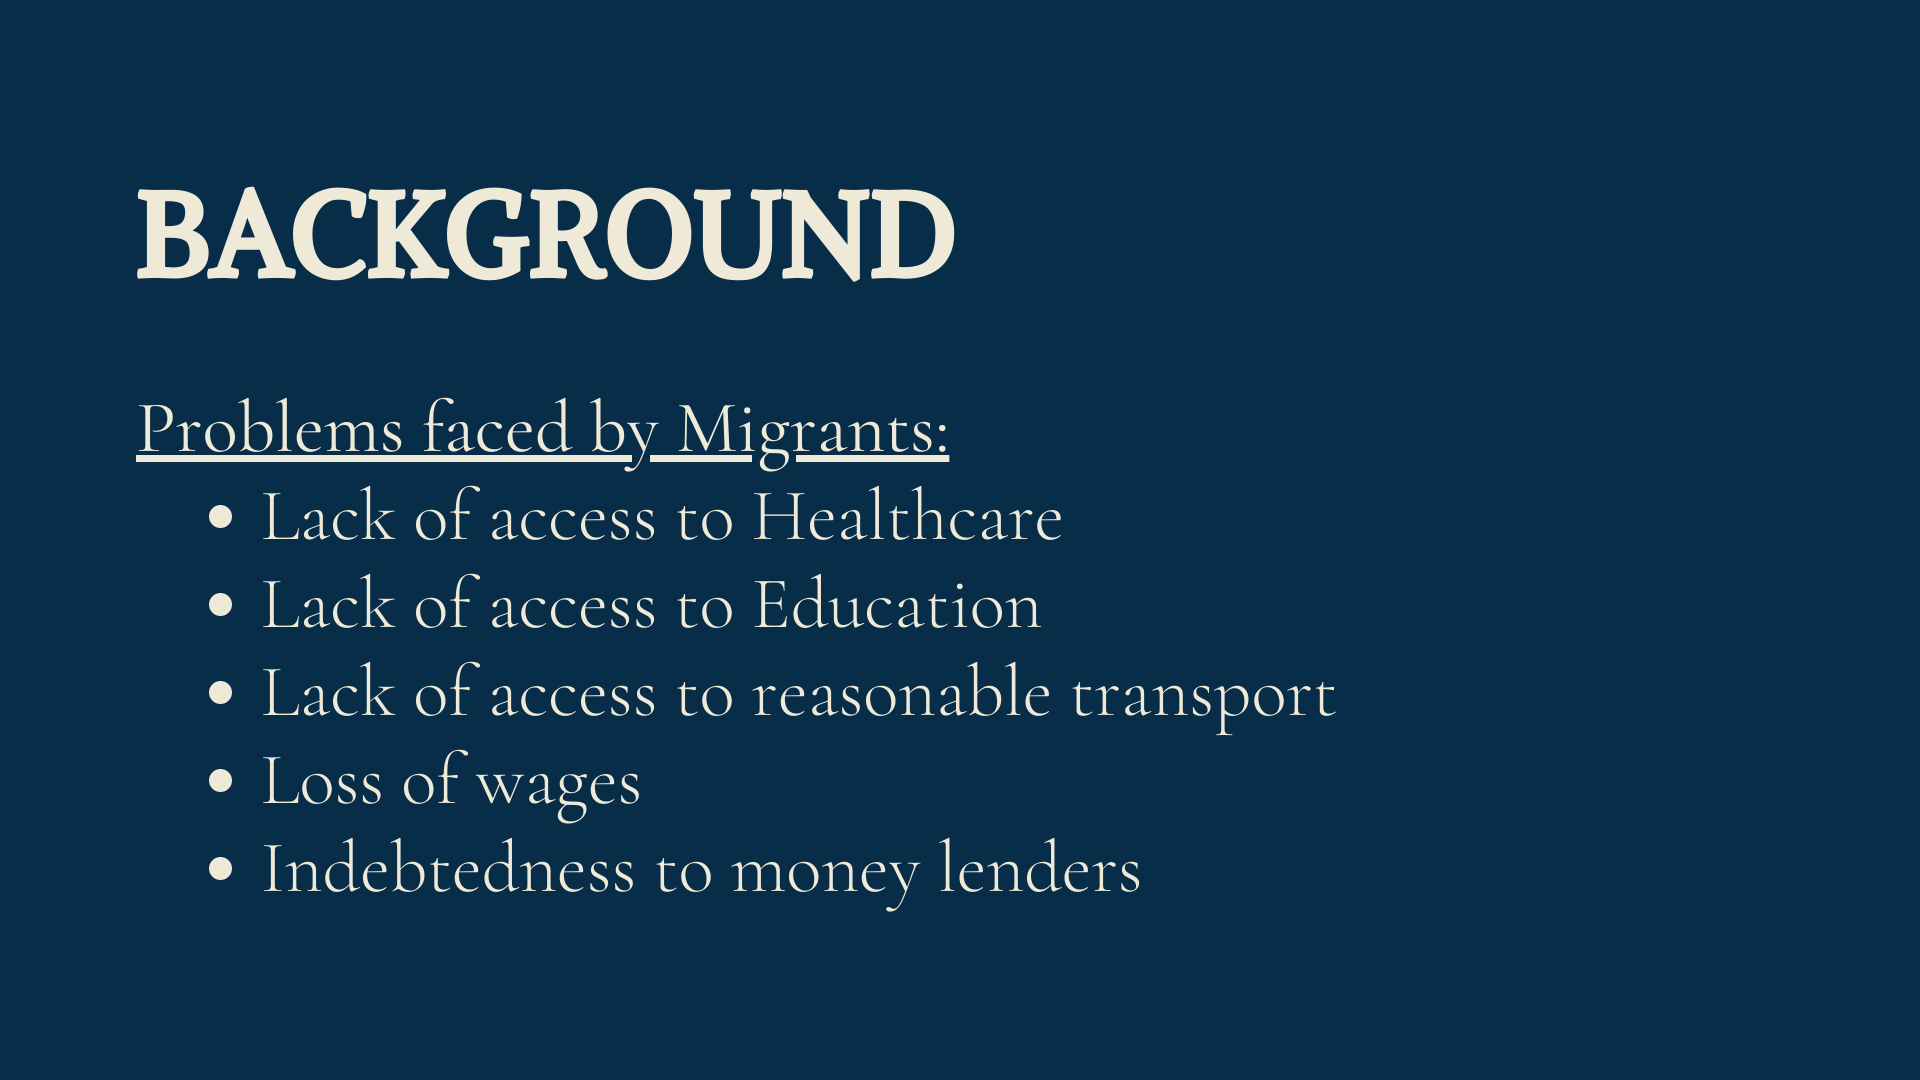 BACKGROUND
Problems faced by Migrants:
• Lack of access to Healthcare
• Lack of access to Education
• Lack of access to reasonable transport
• Loss of wages
• Indebtedness to money lenders